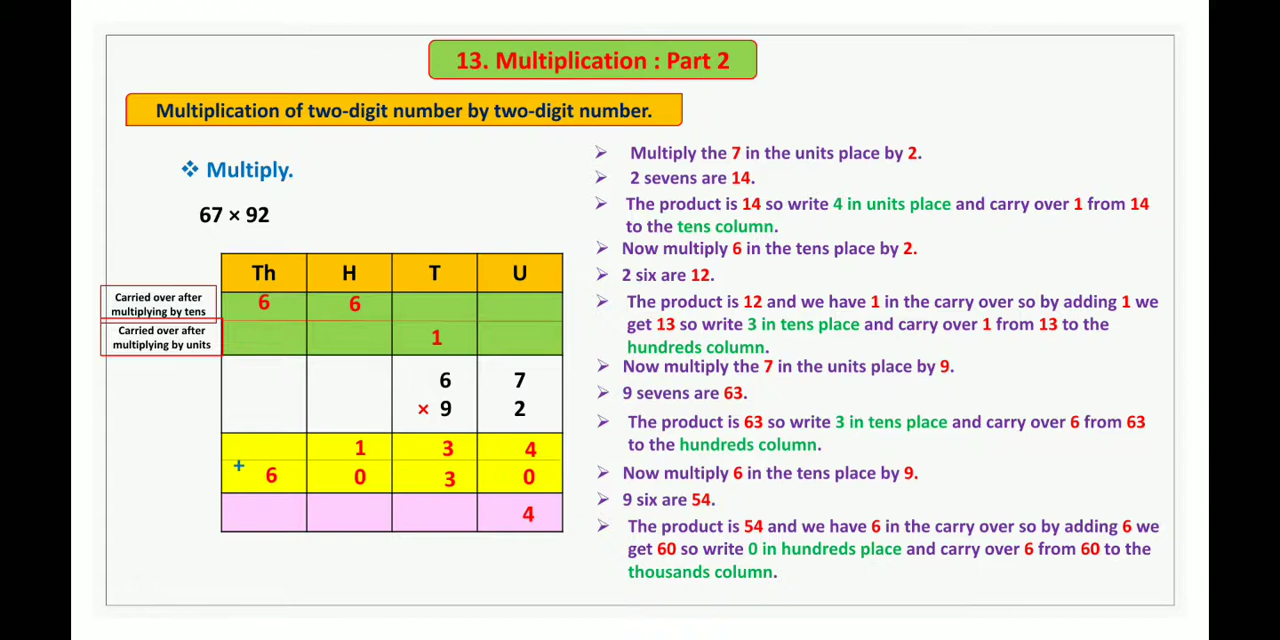 13. Multiplication : Part 2
Multiplication of two-digit number by two-digit number.
❖ Multiply.
67 × 92
Th H T U
Carried over after
multiplying by tens
6 6
Carried over after
multiplying by units
1
6 7
× 9 2
1 3 4
+ 6 0 3 0
4
➢ Multiply the 7 in the units place by 2.
➢ 2 sevens are 14.
➢ The product is 14 so write 4 in units place and carry over 1 from 14
to the tens column.
➢ Now multiply 6 in the tens place by 2.
➢ 2 six are 12.
➢ The product is 12 and we have 1 in the carry over so by adding 1 we
get 13 so write 3 in tens place and carry over 1 from 13 to the
hundreds column.
➢ Now multiply the 7 in the units place by 9.
➢ 9 sevens are 63.
➢ The product is 63 so write 3 in tens place and carry over 6 from 63
to the hundreds column.
➢ Now multiply 6 in the tens place by 9.
➢ 9 six are 54.
➢ The product is 54 and we have 6 in the carry over so by adding 6 we
get 60 so write 0 in hundreds place and carry over 6 from 60 to the
thousands column.